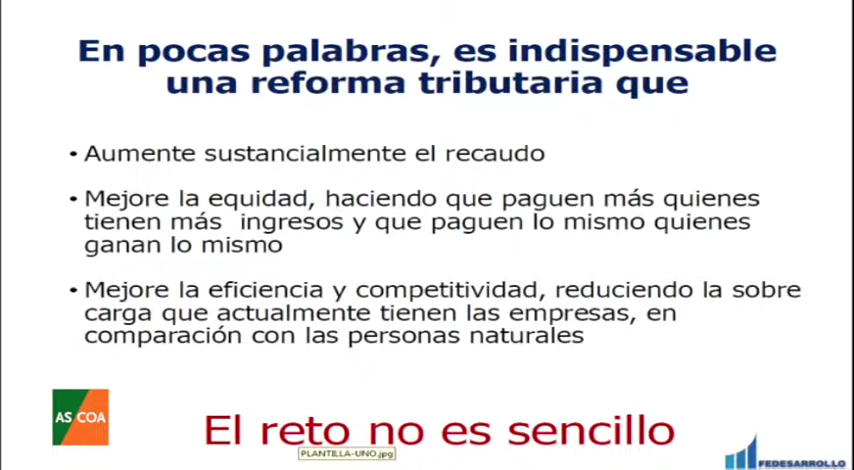 En pocas palabras, es indispensable
una reforma tributaria que
• Aumente sustancialmente el recaudo
• Mejore la equidad, haciendo que paguen más quienes
tienen más ingresos y que paguen lo mismo quienes
ganan lo mismo
• Mejore la eficiencia y competitividad, reduciendo la sobre
carga que actualmente tienen las empresas, en
comparación con las personas naturales
AS COA
El reto no es sencillo
PLANTILLA-UNO.jpg
FEDESARROLLO